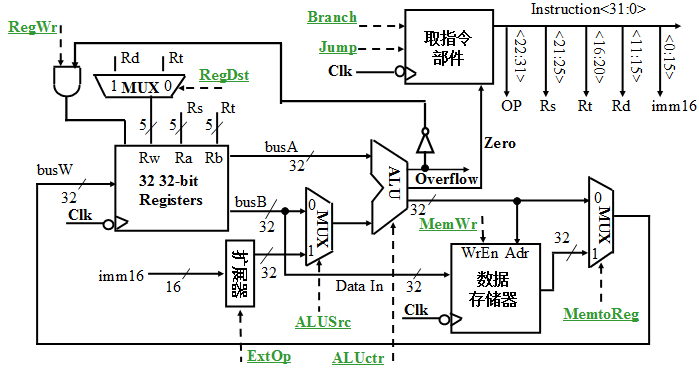 Instruction<31:0>
Branch
RegWr
取指令
部件
Jump
Clk
<22:31>
<21:25>
<16:20>
<11:15>
<0:15>
OP
Rs
Rt
Rd
imm16
Rd
Rt
1 MUX 0
RegDst
Rs
Rt
5
5
5
Rw
Ra
Rb
busA
32
Zero
busW
32
32 32-bit
Registers
ALU
Overflow
busB
32
0
MUX
1
32
MemWr
0
MUX
1
Clk
WrEn
Adr
32
扩展器
32
imm16
16
Data In
32
数据
存储器
Clk
ALUSrc
MemtoReg
ExtOp
ALUctr